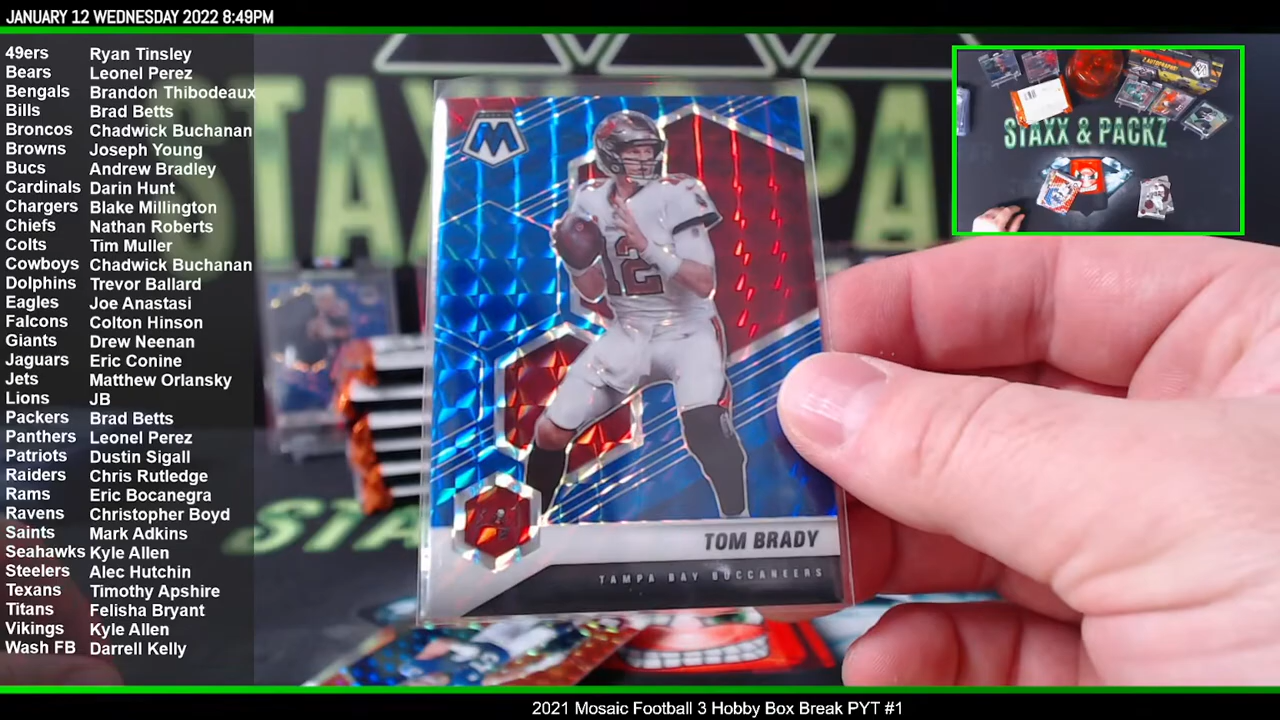 JANUARY 12 WEDNESDAY 2022 8:49PM
49ers Ryan Tinsley
Bears Leonel Perez
Bengals Brandon Thibodeaux
Bills Brad Betts
Broncos Chadwick Buchanan
Browns Joseph Young
Bucs Andrew Bradley
Cardinals Darin Hunt
Chargers Blake Millington
Chiefs Nathan Roberts
Colts Tim Muller
Cowboys Chadwick Buchanan
Dolphins Trevor Ballard
Eagles Joe Anastasi
Falcons Colton Hinson
Giants Drew Neenan
Jaguars Eric Conine
Jets Matthew Orlansky
Lions JB
Packers Brad Betts
Panthers Leonel Perez
Patriots Dustin Sigall
Raiders Chris Rutledge
Rams Eric Bocanegra
Ravens Christopher Boyd
Saints Mark Adkins
Seahawks Kyle Allen
Steelers Alec Hutchin
Texans Timothy Apshire
Titans Felisha Bryant
Vikings Kyle Allen
Wash FB Darrell Kelly
STAXX PA
STA
M
12
TOM BRADY
TAMPA BAY BUCCANEERS
2 AUTOGRAPHS
STAXX & PACKZ
2021 Mosaic Football 3 Hobby Box Break PYT #1